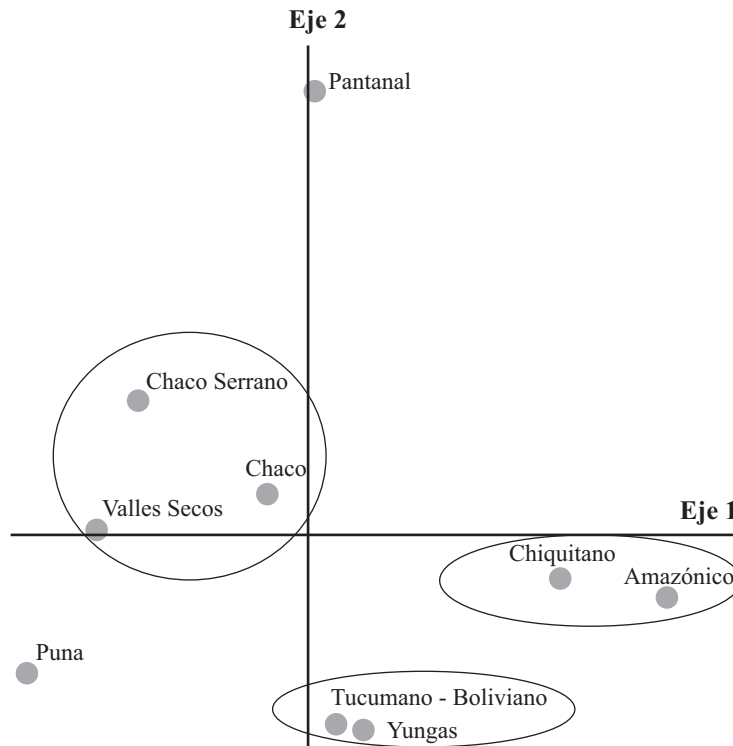 Eje 2
Pantanal
Chaco Serrano
Chaco
Valles Secos
Eje 1
Chiquitano
Amazónico
Puna
Tucumano - Boliviano
Yungas